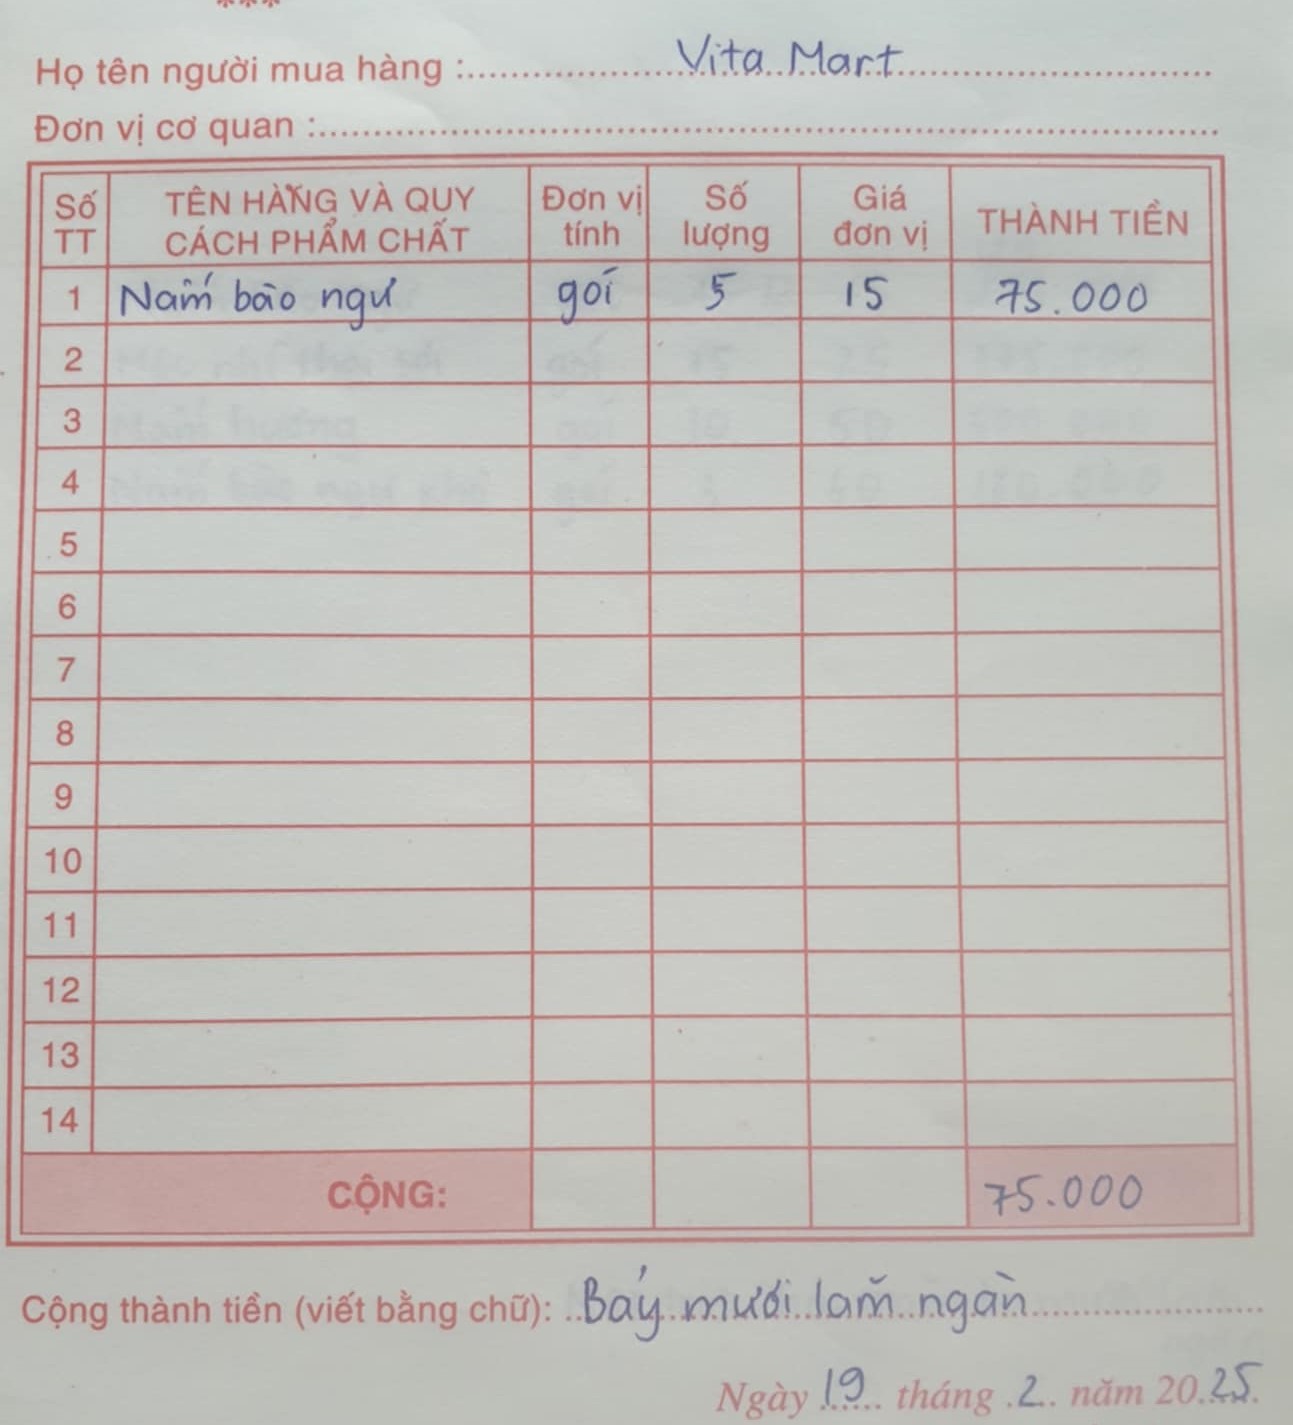 ***
Họ tên người mua hàng : Vita Mart
Đơn vị cơ quan :
Số TT TÊN HÀNG VÀ QUY CÁCH PHẨM CHẤT Đơn vị tính Số lượng Giá đơn vị THÀNH TIỀN
1 Nấm bào ngư gói 5 15 75.000
2
3
4
5
6
7
8
9
10
11
12
13
14
CỘNG: 75.000
Cộng thành tiền (viết bằng chữ): Bảy mươi lăm ngàn
Ngày 19 tháng 2 năm 2025